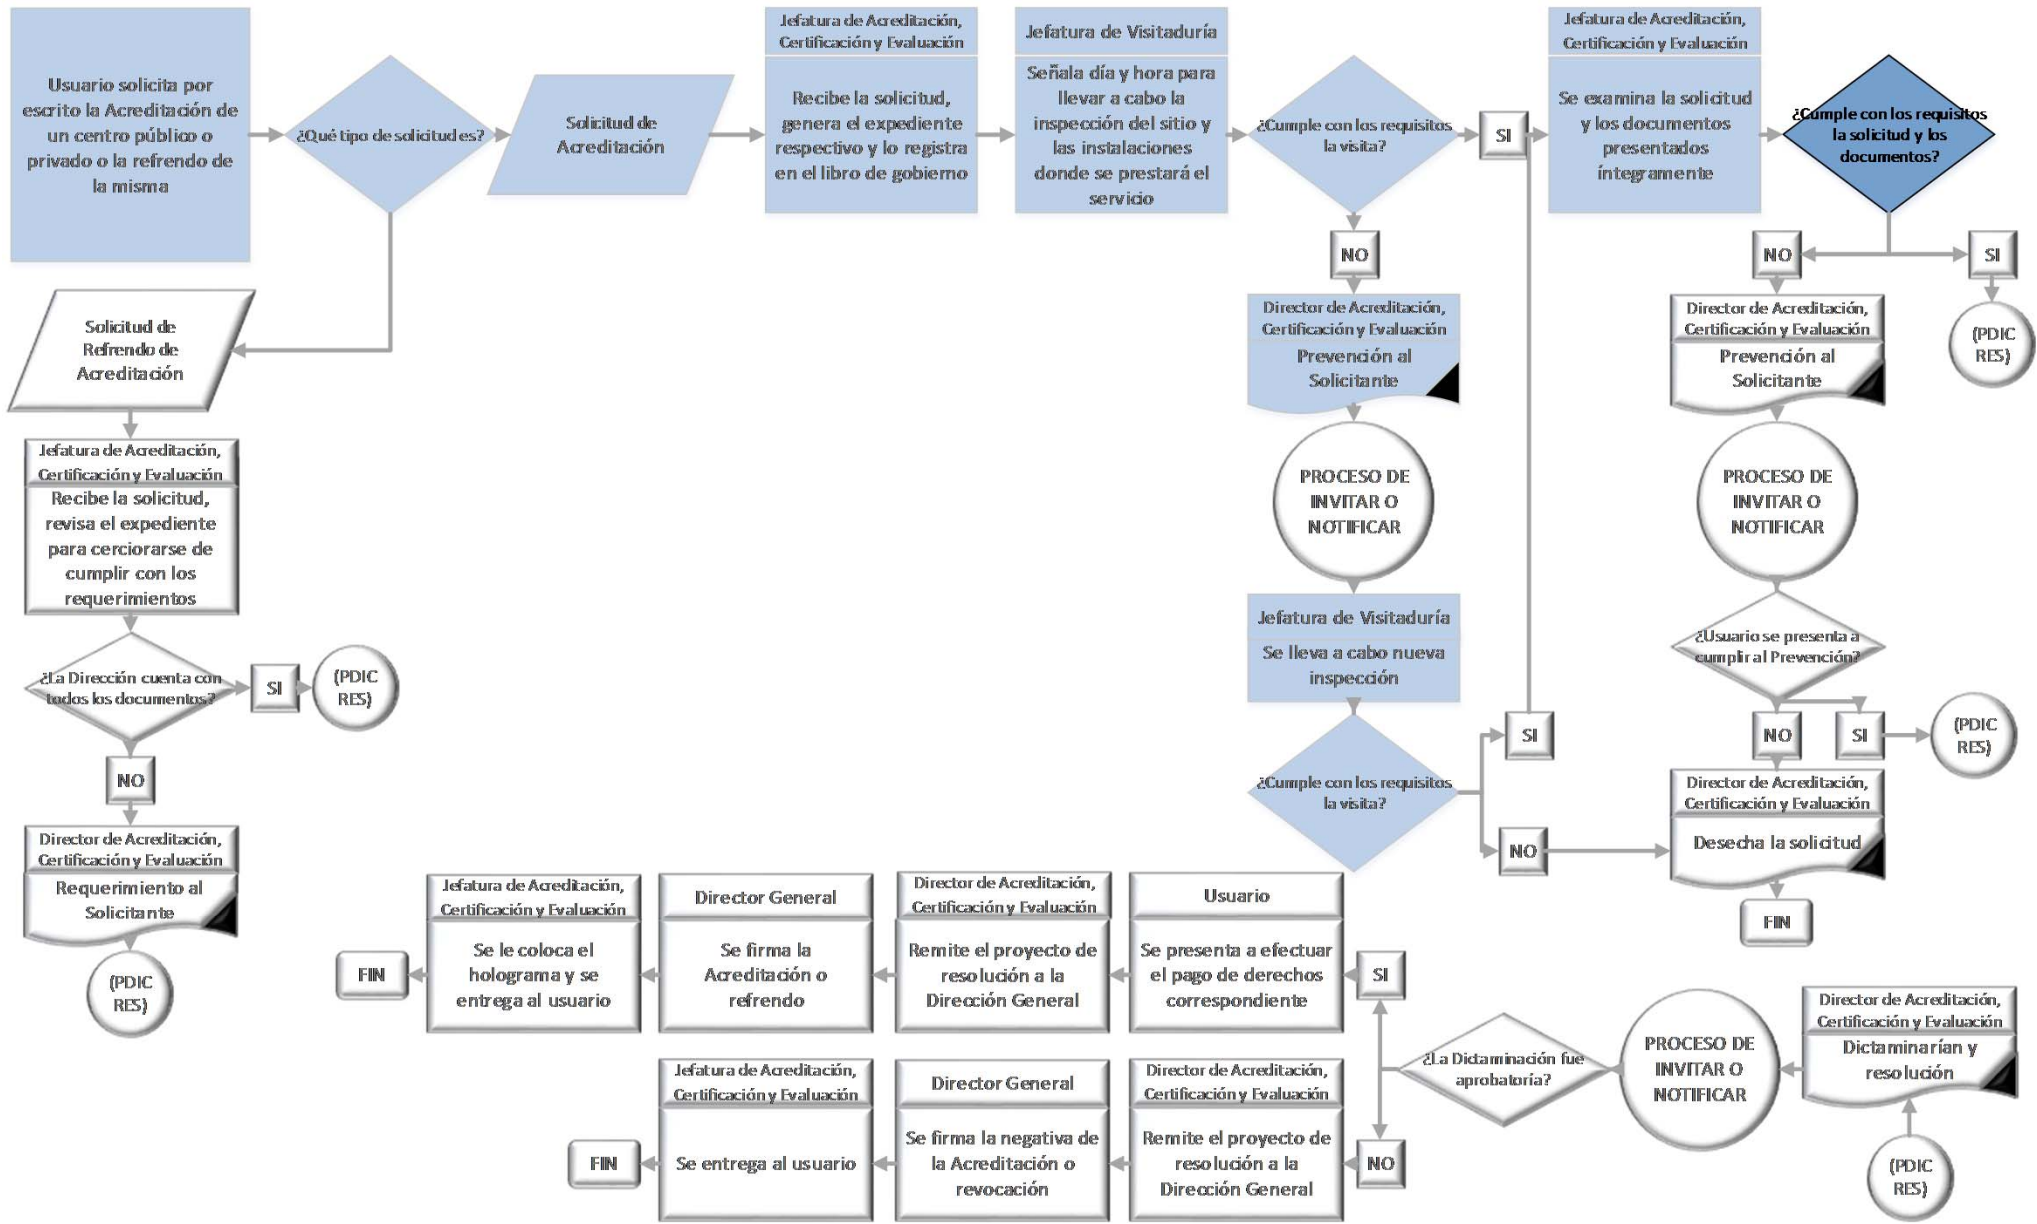 Usuario solicita por
escrito la Acreditación de
un centro público o
privado o la refrendo de
la misma
¿Qué tipo de solicitud es?
Solicitud de
Acreditación
Jefatura de Acreditación,
Certificación y Evaluación
Recibe la solicitud,
genera el expediente
respectivo y lo registra
en el libro de gobierno
Jefatura de Visitaduría
Señala día y hora para
llevar a cabo la
inspección del sitio y
las instalaciones
donde se prestará el
servicio
¿Cumple con los requisitos
la visita?
SI
Jefatura de Acreditación,
Certificación y Evaluación
Se examina la solicitud
y los documentos
presentados
íntegramente
¿Cumple con los requisitos
la solicitud y los
documentos?
NO
SI
(PDIC
RES)
NO
Director de Acreditación,
Certificación y Evaluación
Prevención al
Solicitante
PROCESO DE
INVITAR O
NOTIFICAR
Jefatura de Visitaduría
Se lleva a cabo nueva
inspección
¿Cumple con los requisitos
la visita?
SI
NO
Director de Acreditación,
Certificación y Evaluación
Prevención al
Solicitante
PROCESO DE
INVITAR O
NOTIFICAR
¿Usuario se presenta a
cumplir al Prevención?
NO
SI
(PDIC
RES)
Director de Acreditación,
Certificación y Evaluación
Desecha la solicitud
FIN
Solicitud de
Refrendo de
Acreditación
Jefatura de Acreditación,
Certificación y Evaluación
Recibe la solicitud,
revisa el expediente
para cerciorarse de
cumplir con los
requerimientos
¿La Dirección cuenta con
todos los documentos?
SI
(PDIC
RES)
NO
Director de Acreditación,
Certificación y Evaluación
Requerimiento al
Solicitante
(PDIC
RES)
FIN
Jefatura de Acreditación,
Certificación y Evaluación
Se le coloca el
holograma y se
entrega al usuario
Director General
Se firma la
Acreditación o
refrendo
Director de Acreditación,
Certificación y Evaluación
Remite el proyecto de
resolución a la
Dirección General
Usuario
Se presenta a efectuar
el pago de derechos
correspondiente
SI
¿La Dictaminación fue
aprobatoría?
PROCESO DE
INVITAR O
NOTIFICAR
Director de Acreditación,
Certificación y Evaluación
Dictaminarían y
resolución
(PDIC
RES)
FIN
Jefatura de Acreditación,
Certificación y Evaluación
Se entrega al usuario
Director General
Se firma la negativa de
la Acreditación o
revocación
Director de Acreditación,
Certificación y Evaluación
Remite el proyecto de
resolución a la
Dirección General
NO